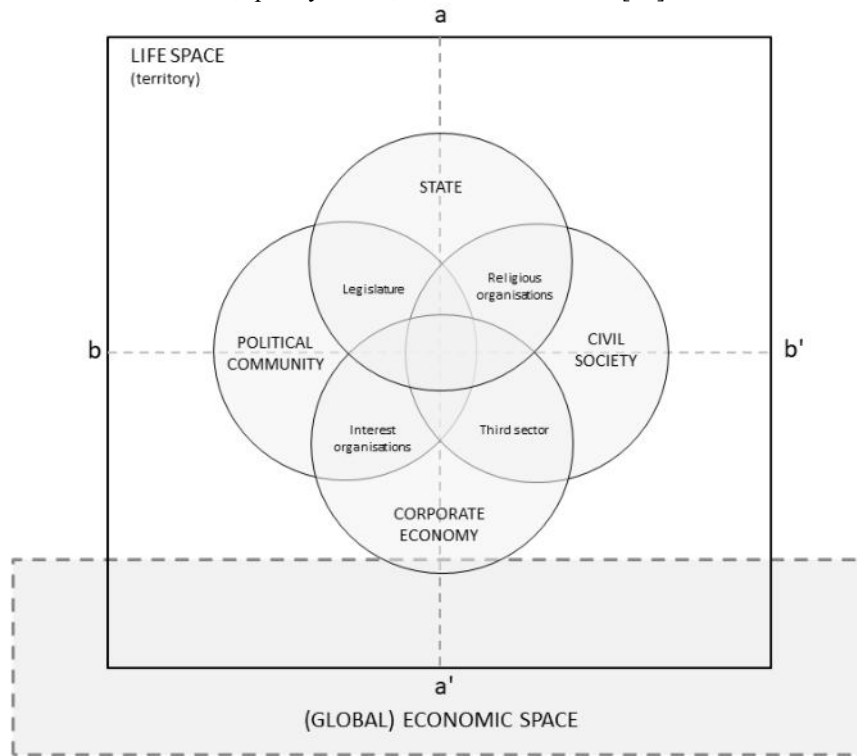 a
LIFE SPACE
(territory)
STATE
Legislature
Religious
organisations
b
POLITICAL
COMMUNITY
CIVIL
SOCIETY
b'
Interest
organisations
Third sector
CORPORATE
ECONOMY
a'
(GLOBAL) ECONOMIC SPACE